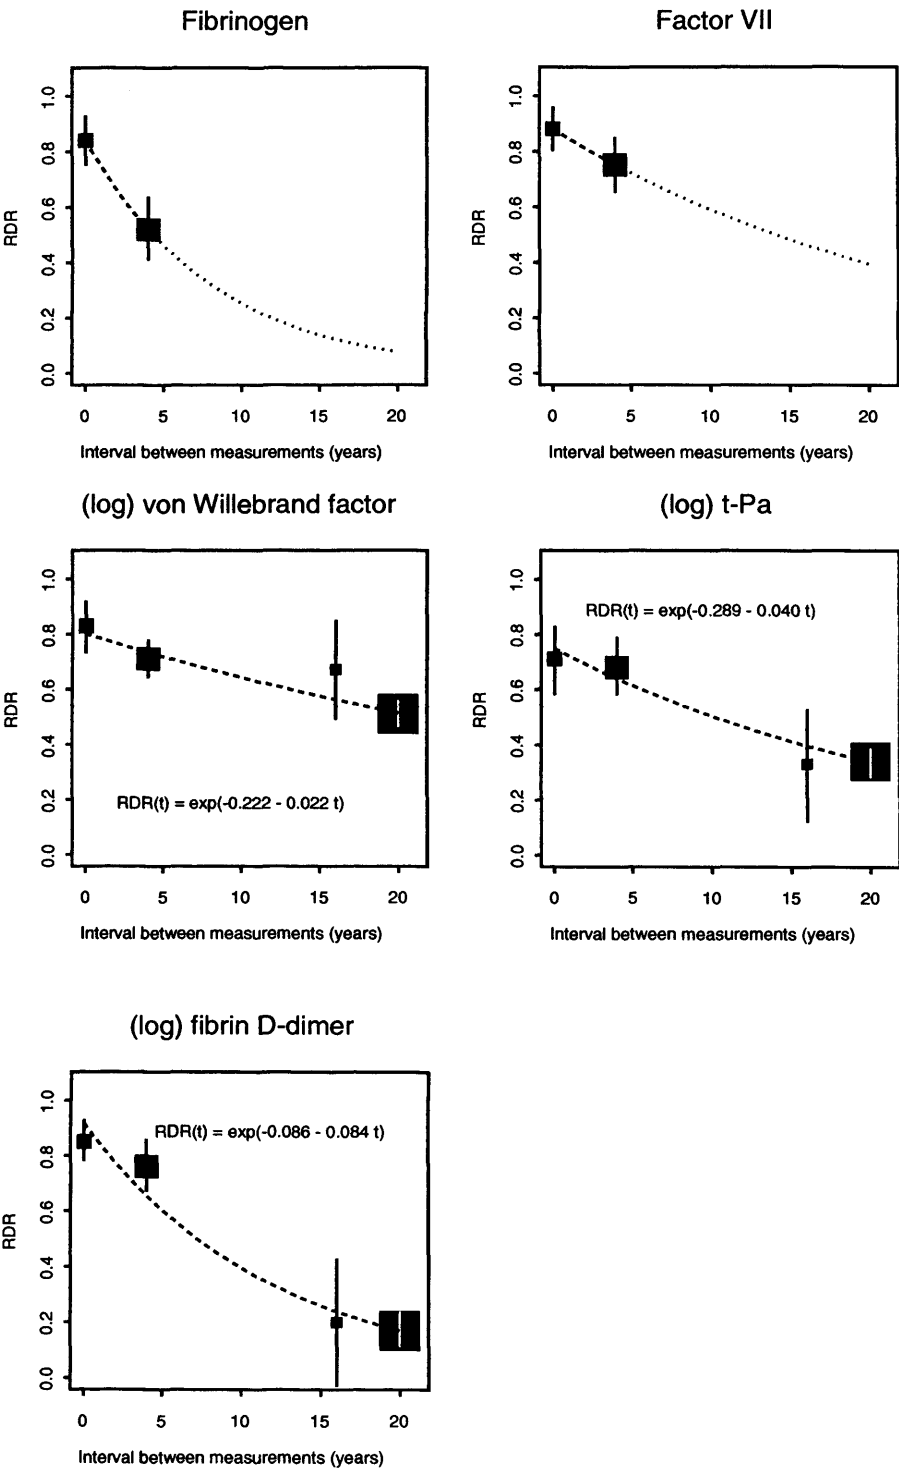 Fibrinogen
RDR
1.0
0.8
0.6
0.4
0.2
0.0
0 5 10 15 20
Interval between measurements (years)
Factor VII
RDR
1.0
0.8
0.6
0.4
0.2
0.0
0 5 10 15 20
Interval between measurements (years)
(log) von Willebrand factor
RDR
1.0
0.8
0.6
0.4
0.2
0.0
RDR(t) = exp(-0.222 - 0.022 t)
0 5 10 15 20
Interval between measurements (years)
(log) t-Pa
RDR
1.0
0.8
0.6
0.4
0.2
0.0
RDR(t) = exp(-0.289 - 0.040 t)
0 5 10 15 20
Interval between measurements (years)
(log) fibrin D-dimer
RDR
1.0
0.8
0.6
0.4
0.2
0.0
RDR(t) = exp(-0.086 - 0.084 t)
0 5 10 15 20
Interval between measurements (years)